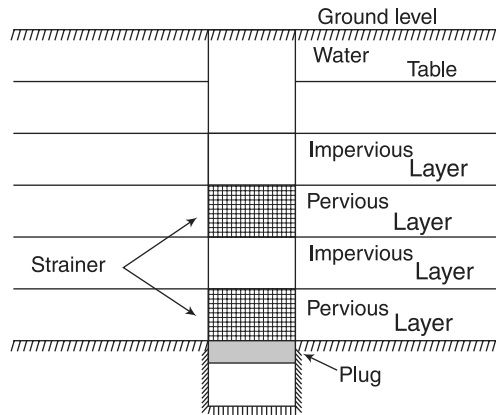 Ground level
Water
Table
Impervious
Layer
Pervious
Layer
Strainer
Impervious
Layer
Pervious
Layer
Plug